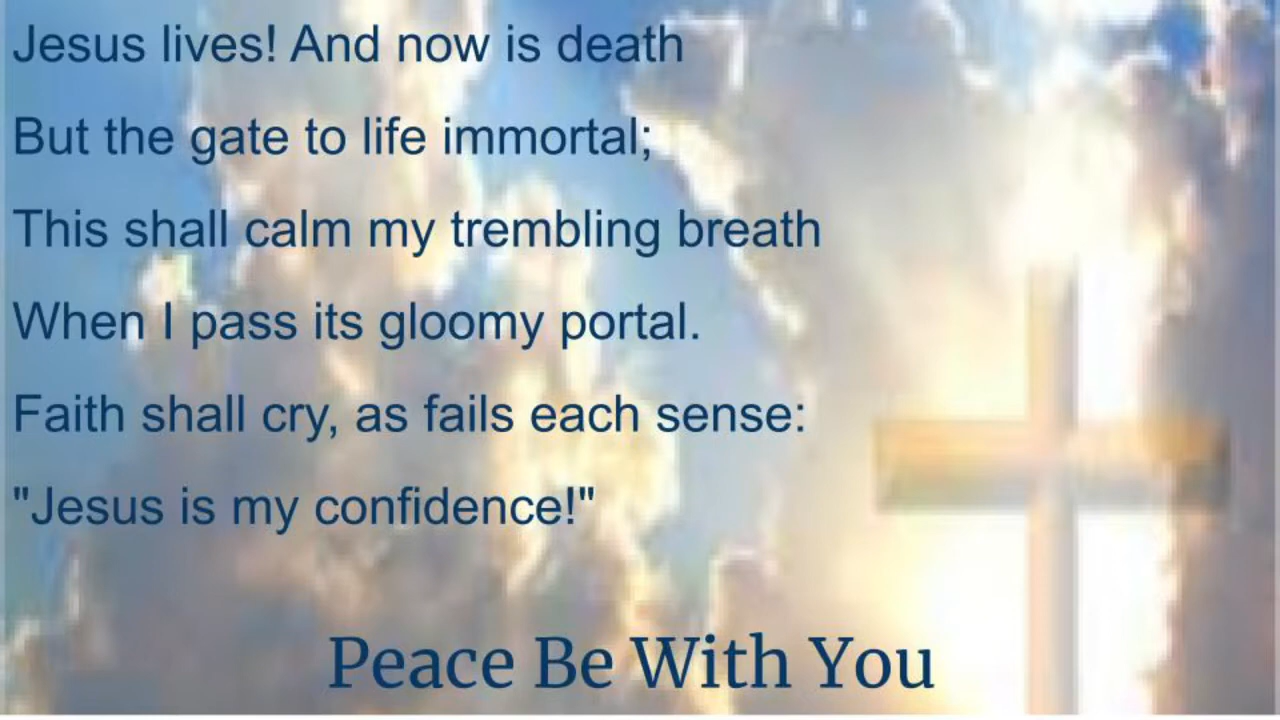 Jesus lives! And now is death
But the gate to life immortal;
This shall calm my trembling breath
When I pass its gloomy portal.
Faith shall cry, as fails each sense:
"Jesus is my confidence!"
Peace Be With You